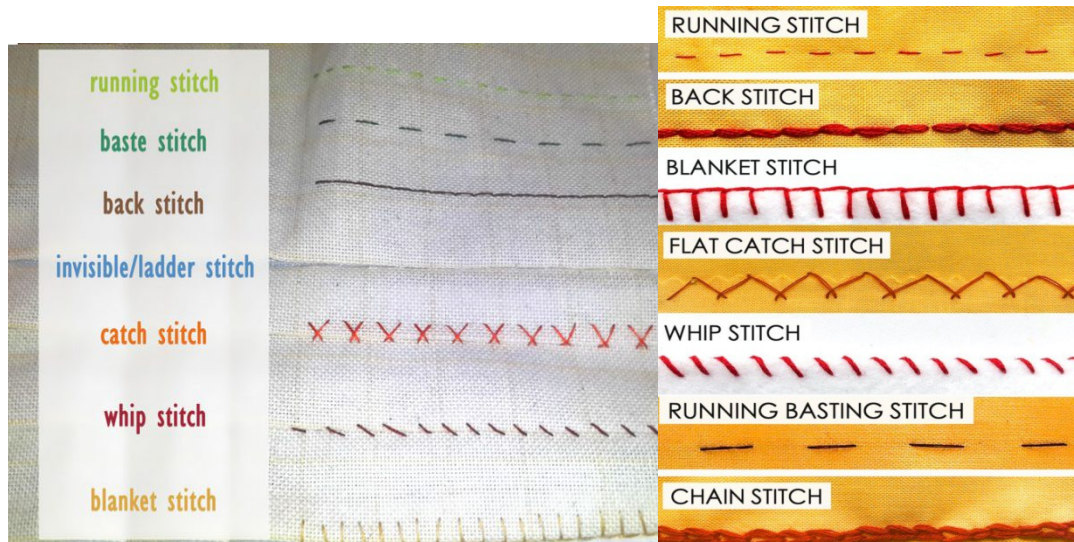 running stitch
baste stitch
back stitch
invisible/ladder stitch
catch stitch
whip stitch
blanket stitch
RUNNING STITCH
BACK STITCH
BLANKET STITCH
FLAT CATCH STITCH
WHIP STITCH
RUNNING BASTING STITCH
CHAIN STITCH